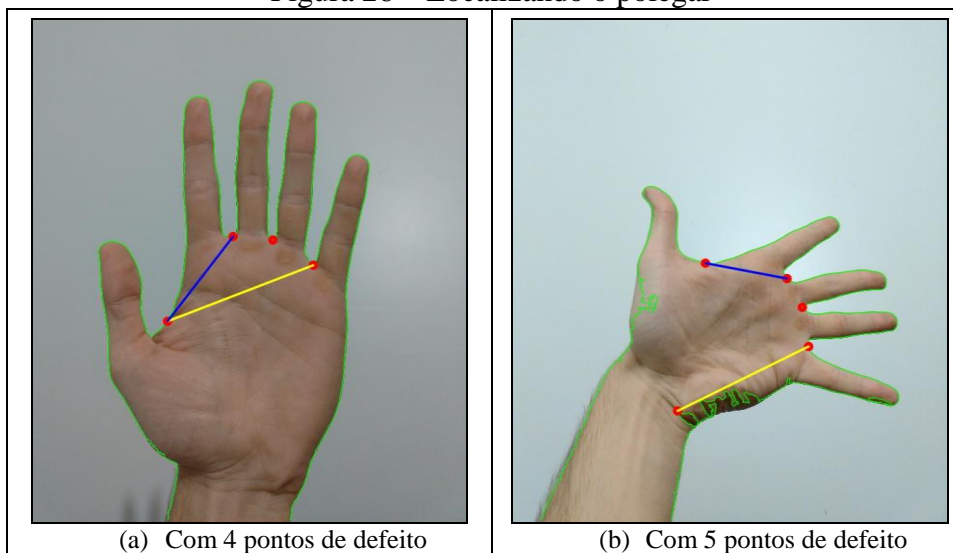 Figura – Localizando o polegar
(a) Com 4 pontos de defeito
(b) Com 5 pontos de defeito